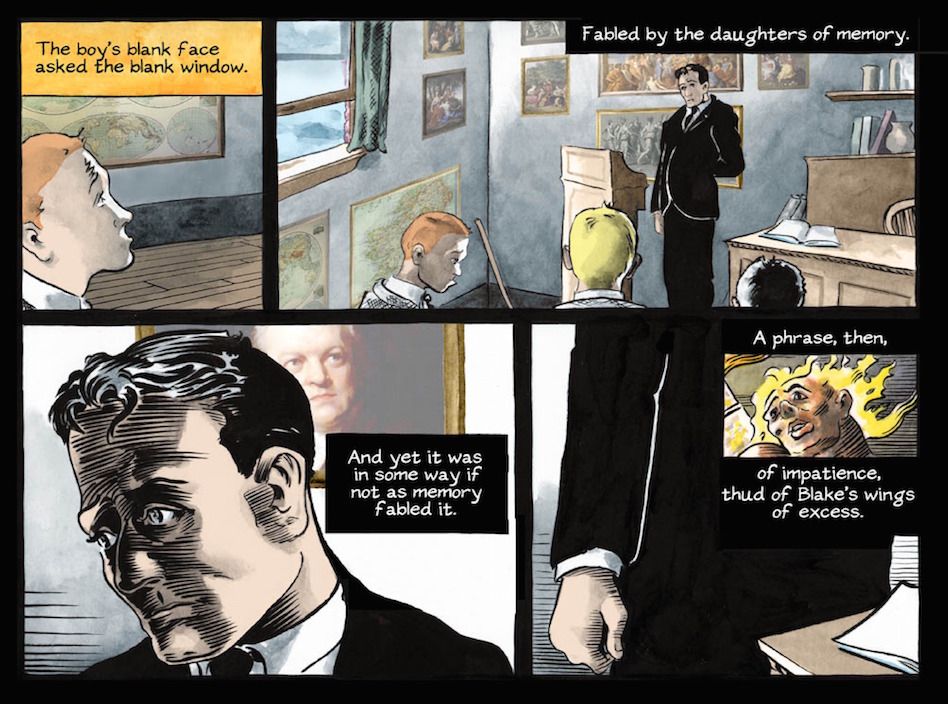 The boy's blank face
asked the blank window.
Fabled by the daughters of memory.
And yet it was
in some way if
not as memory
fabled it.
A phrase, then,
of impatience,
thud of Blake's wings
of excess.